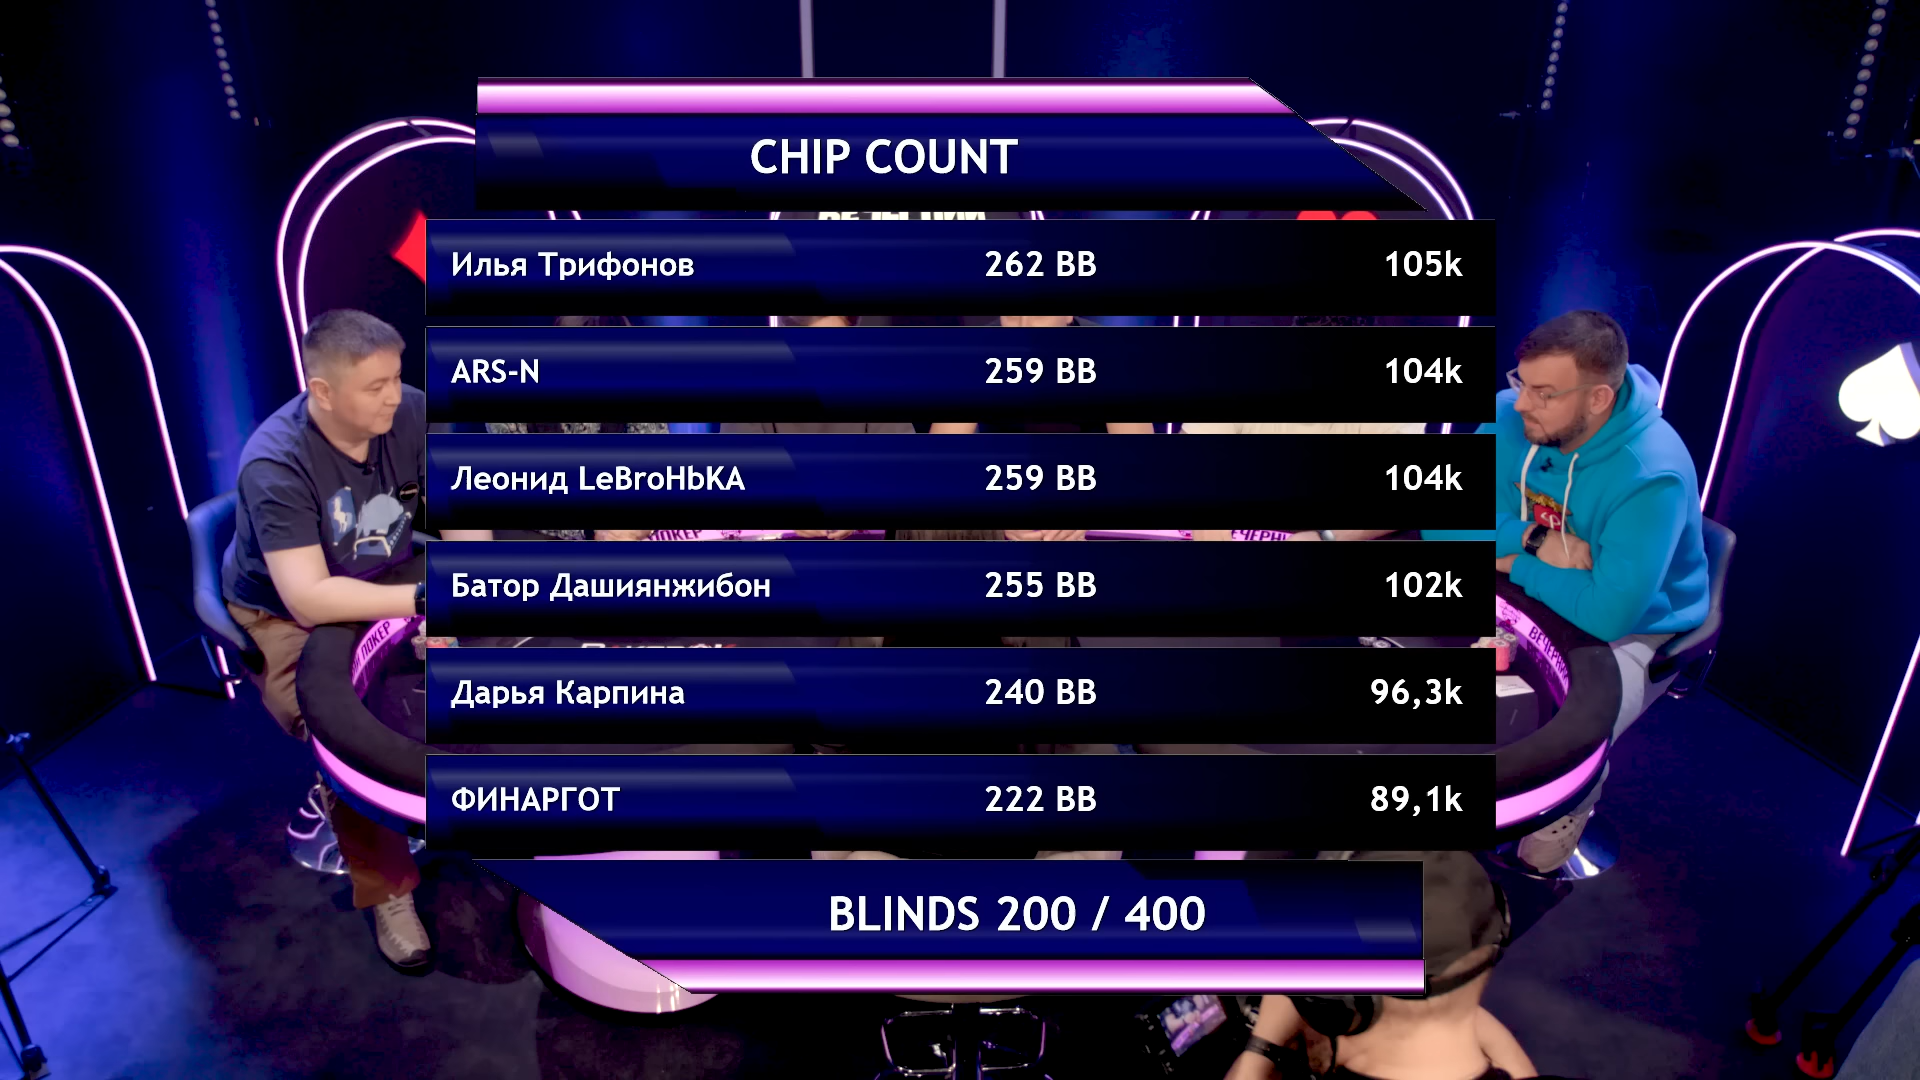 CHIP COUNT
Илья Трифонов 262 BB 105k
ARS-N 259 BB 104k
Леонид LeBroHbKA 259 BB 104k
Батор Дашиянжибон 255 BB 102k
Дарья Карпина 240 BB 96,3k
ФИНАРГОТ 222 BB 89,1k
ПОКЕР
BLINDS 200 / 400